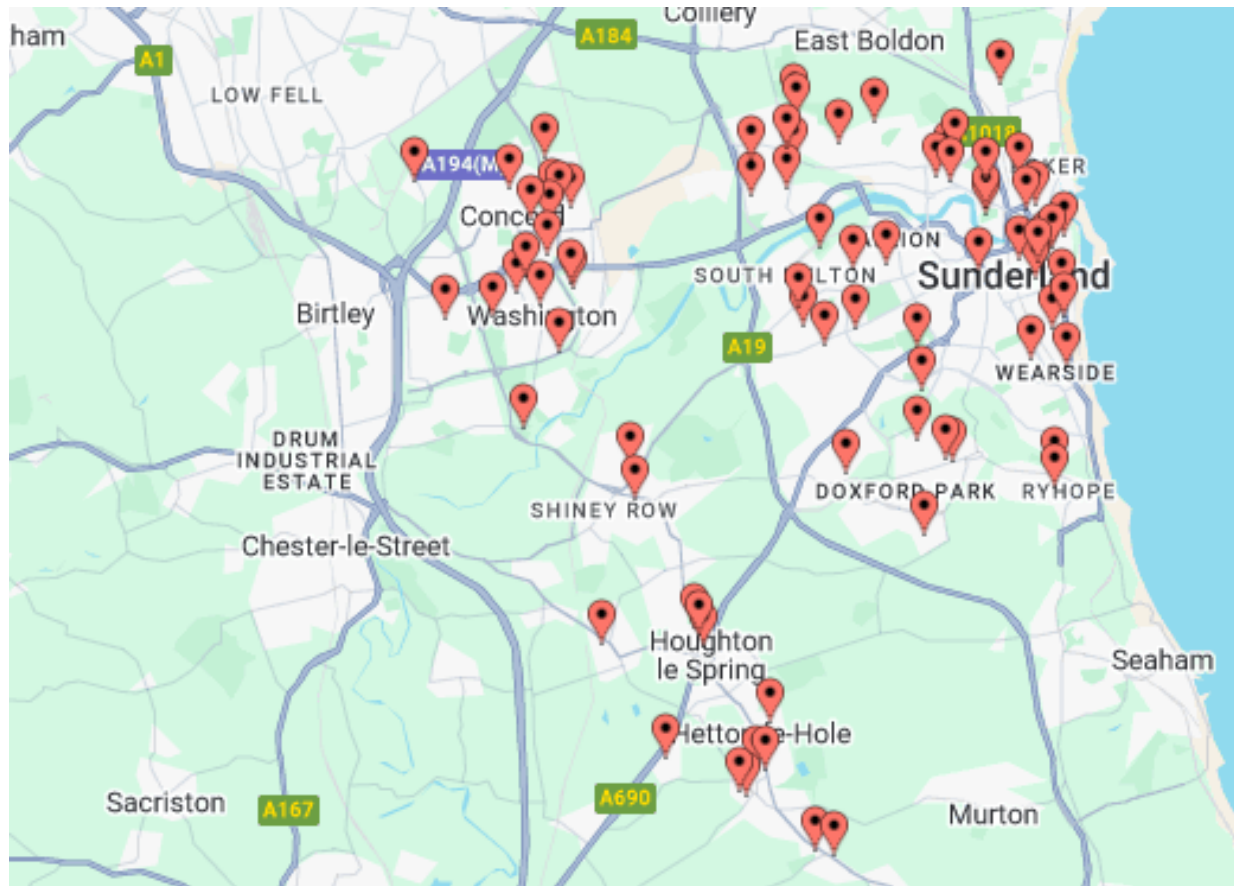 Colliery
ham
A184
East Boldon
A1
LOW FELL
A1018
A194(M)
Concord
SOUTH
Sunderland
Birtley
Washington
A19
WEARSIDE
DRUM
INDUSTRIAL
ESTATE
DOXFORD PARK
RYHOPE
SHINEY ROW
Chester-le-Street
Houghton
le Spring
Seaham
Hetton-le-Hole
Sacriston
A167
A690
Murton